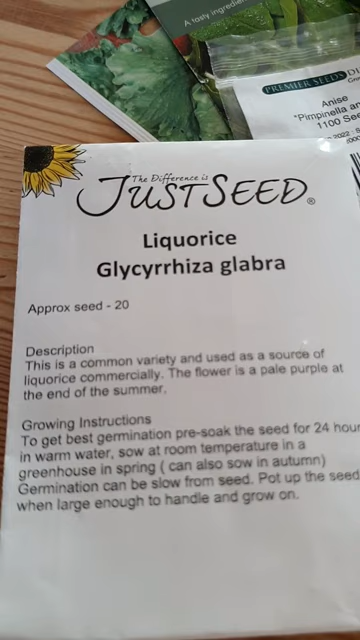 A tasty ingredient
PREMIER SEEDS DI
Anise
"Pimpinella and
1100 See
The Difference is
JUSTSEED®
Liquorice
Glycyrrhiza glabra
Approx seed - 20
Description
This is a common variety and used as a source of
liquorice commercially. The flower is a pale purple at
the end of the summer.
Growing Instructions
To get best germination pre-soak the seed for 24 hour
in warm water, sow at room temperature in a
greenhouse in spring ( can also sow in autumn)
Germination can be slow from seed. Pot up the seed
when large enough to handle and grow on.